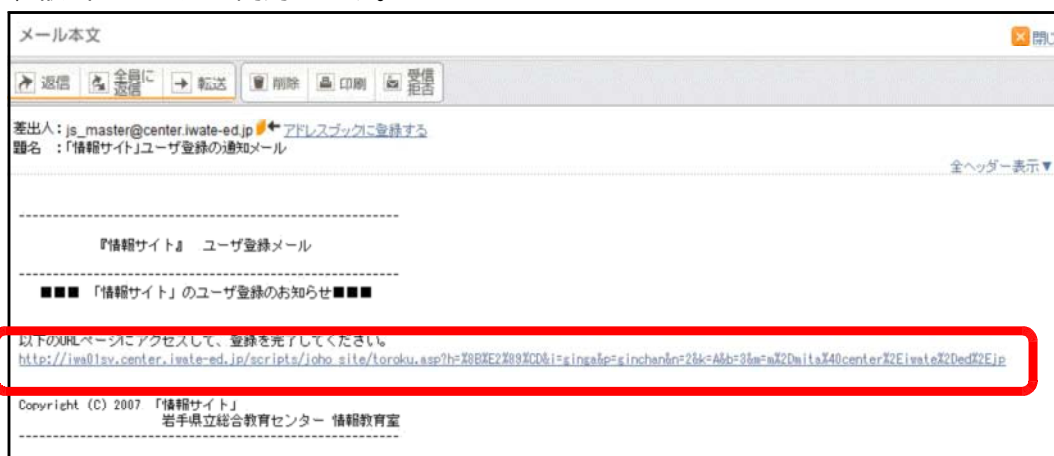 メール本文
閉じ
返信
全員に
返信
転送
削除
印刷
受信
拒否
差出人：js_master@center.iwate-ed.jp アドレスブックに登録する
題名　：「情報サイト」ユーザ登録の通知メール
全ヘッダー表示▼
--------------------------------------------------------
『情報サイト』　ユーザ登録メール
--------------------------------------------------------
■■■　「情報サイト」のユーザ登録のお知らせ■■■
以下のURLページにアクセスして、登録を完了してください。
http://iwa01sv.center.iwate-ed.jp/scripts/joho_site/toroku.asp?h=%8B%E2%89%CD&i=ginga&p=ginchan&n=2&k=A&b=3&m=m%2Dmita%40center%2Eiwate%2Ded%2Ejp
Copyright (C) 2007　「情報サイト」
岩手県立総合教育センター 情報教育室
--------------------------------------------------------